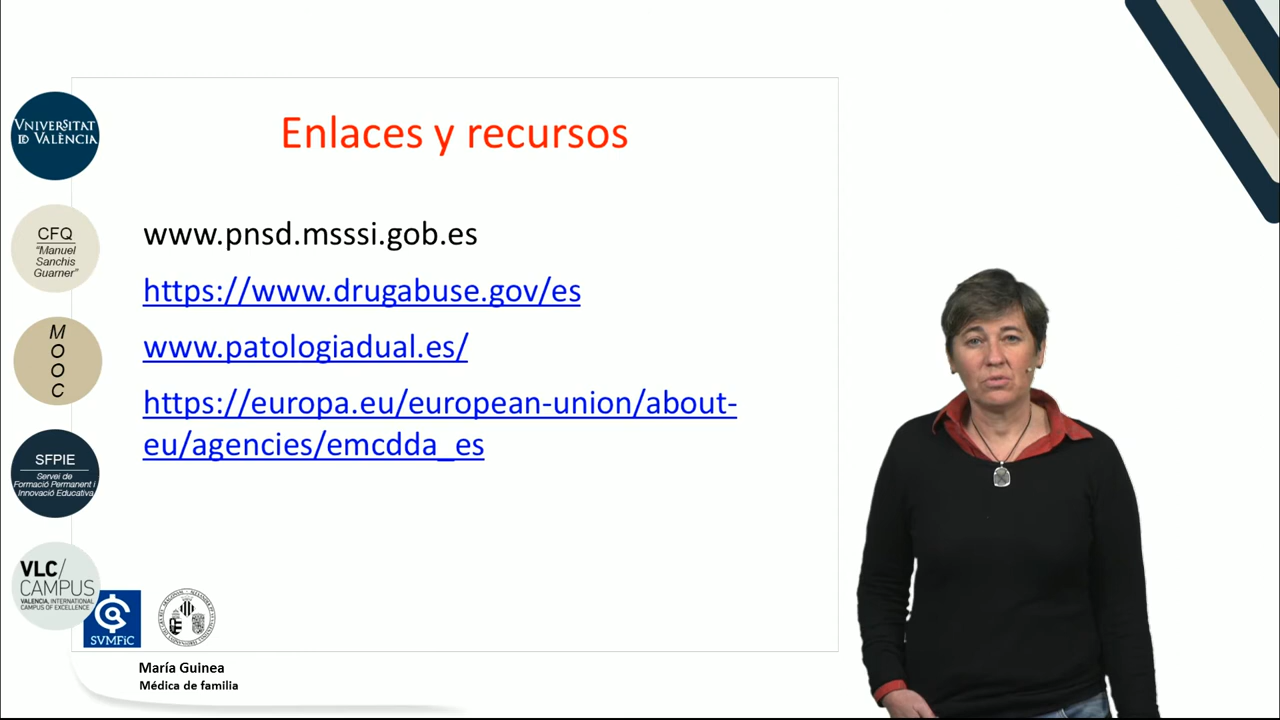 Enlaces y recursos
www.pnsd.msssi.gob.es
https://www.drugabuse.gov/es
www.patologiadual.es/
https://europa.eu/european-union/about-
eu/agencies/emcdda_es
VNIVERSITAT
ID VALÈNCIA
CFQ
"Manuel
Sanchis
Guarner"
M
O
O
C
SFPIE
Servei de
Formació Permanent i
Innovació Educativa
VLC/
CAMPUS
VALENCIA, INTERNATIONAL
CAMPUS OF EXCELLENCE
SVMFiC
María Guinea
Médica de familia